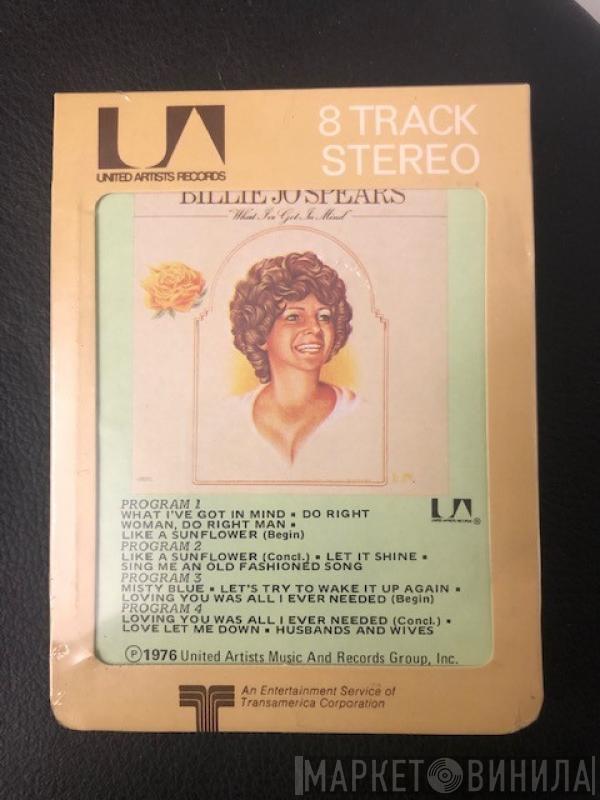 UNITED ARTISTS RECORDS
8 TRACK
STEREO
BILLIE JO SPEARS
"What I've Got In Mind"
PROGRAM 1
WHAT I'VE GOT IN MIND ▪ DO RIGHT
WOMAN, DO RIGHT MAN ▪
LIKE A SUNFLOWER (Begin)
PROGRAM 2
LIKE A SUNFLOWER (Concl.) ▪ LET IT SHINE ▪
SING ME AN OLD FASHIONED SONG
PROGRAM 3
MISTY BLUE ▪ LET'S TRY TO WAKE IT UP AGAIN ▪
LOVING YOU WAS ALL I EVER NEEDED (Begin)
PROGRAM 4
LOVING YOU WAS ALL I EVER NEEDED (Concl.) ▪
LOVE LET ME DOWN ▪ HUSBANDS AND WIVES
UNITED ARTISTS RECORDS ®
℗1976 United Artists Music And Records Group, Inc.
An Entertainment Service of
Transamerica Corporation
МАРКЕТ ВИНИЛА